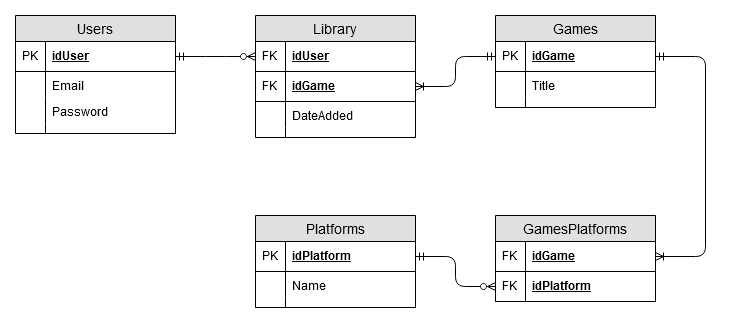 Users
PK idUser
Email
Password
Library
FK idUser
FK idGame
DateAdded
Games
PK idGame
Title
Platforms
PK idPlatform
Name
GamesPlatforms
FK idGame
FK idPlatform